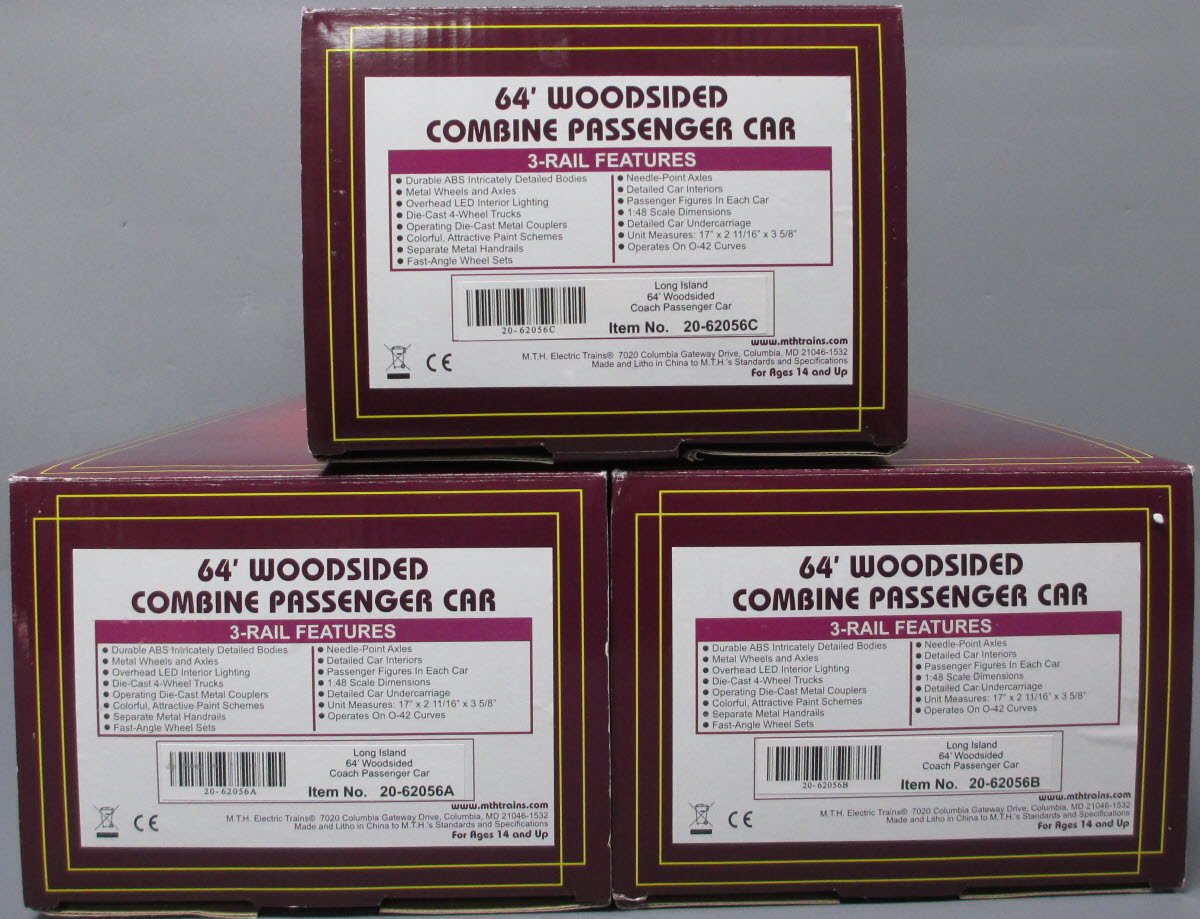 64' WOODSIDED
COMBINE PASSENGER CAR
3-RAIL FEATURES
• Durable ABS Intricately Detailed Bodies
• Metal Wheels and Axles
• Overhead LED Interior Lighting
• Die-Cast 4-Wheel Trucks
• Operating Die-Cast Metal Couplers
• Colorful, Attractive Paint Schemes
• Separate Metal Handrails
• Fast-Angle Wheel Sets
• Needle-Point Axles
• Detailed Car Interiors
• Passenger Figures In Each Car
• 1:48 Scale Dimensions
• Detailed Car Undercarriage
• Unit Measures: 17" x 2 11/16" x 3 5/8"
• Operates On O-42 Curves
20-62056C
Long Island
64' Woodsided
Coach Passenger Car
Item No. 20-62056C
www.mthtrains.com
M.T.H. Electric Trains® 7020 Columbia Gateway Drive, Columbia, MD 21046-1532
Made and Litho in China to M.T.H.'s Standards and Specifications
For Ages 14 and Up
CE
64' WOODSIDED
COMBINE PASSENGER CAR
3-RAIL FEATURES
• Durable ABS Intricately Detailed Bodies
• Metal Wheels and Axles
• Overhead LED Interior Lighting
• Die-Cast 4-Wheel Trucks
• Operating Die-Cast Metal Couplers
• Colorful, Attractive Paint Schemes
• Separate Metal Handrails
• Fast-Angle Wheel Sets
• Needle-Point Axles
• Detailed Car Interiors
• Passenger Figures In Each Car
• 1:48 Scale Dimensions
• Detailed Car Undercarriage
• Unit Measures: 17" x 2 11/16" x 3 5/8"
• Operates On O-42 Curves
20-62056A
Long Island
64' Woodsided
Coach Passenger Car
Item No. 20-62056A
www.mthtrains.com
M.T.H. Electric Trains® 7020 Columbia Gateway Drive, Columbia, MD 21046-1532
Made and Litho in China to M.T.H.'s Standards and Specifications
For Ages 14 and Up
CE
64' WOODSIDED
COMBINE PASSENGER CAR
3-RAIL FEATURES
• Durable ABS Intricately Detailed Bodies
• Metal Wheels and Axles
• Overhead LED Interior Lighting
• Die-Cast 4-Wheel Trucks
• Operating Die-Cast Metal Couplers
• Colorful, Attractive Paint Schemes
• Separate Metal Handrails
• Fast-Angle Wheel Sets
• Needle-Point Axles
• Detailed Car Interiors
• Passenger Figures In Each Car
• 1:48 Scale Dimensions
• Detailed Car Undercarriage
• Unit Measures: 17" x 2 11/16" x 3 5/8"
• Operates On O-42 Curves
20-62056B
Long Island
64' Woodsided
Coach Passenger Car
Item No. 20-62056B
www.mthtrains.com
M.T.H. Electric Trains® 7020 Columbia Gateway Drive, Columbia, MD 21046-1532
Made and Litho in China to M.T.H.'s Standards and Specifications
For Ages 14 and Up
CE